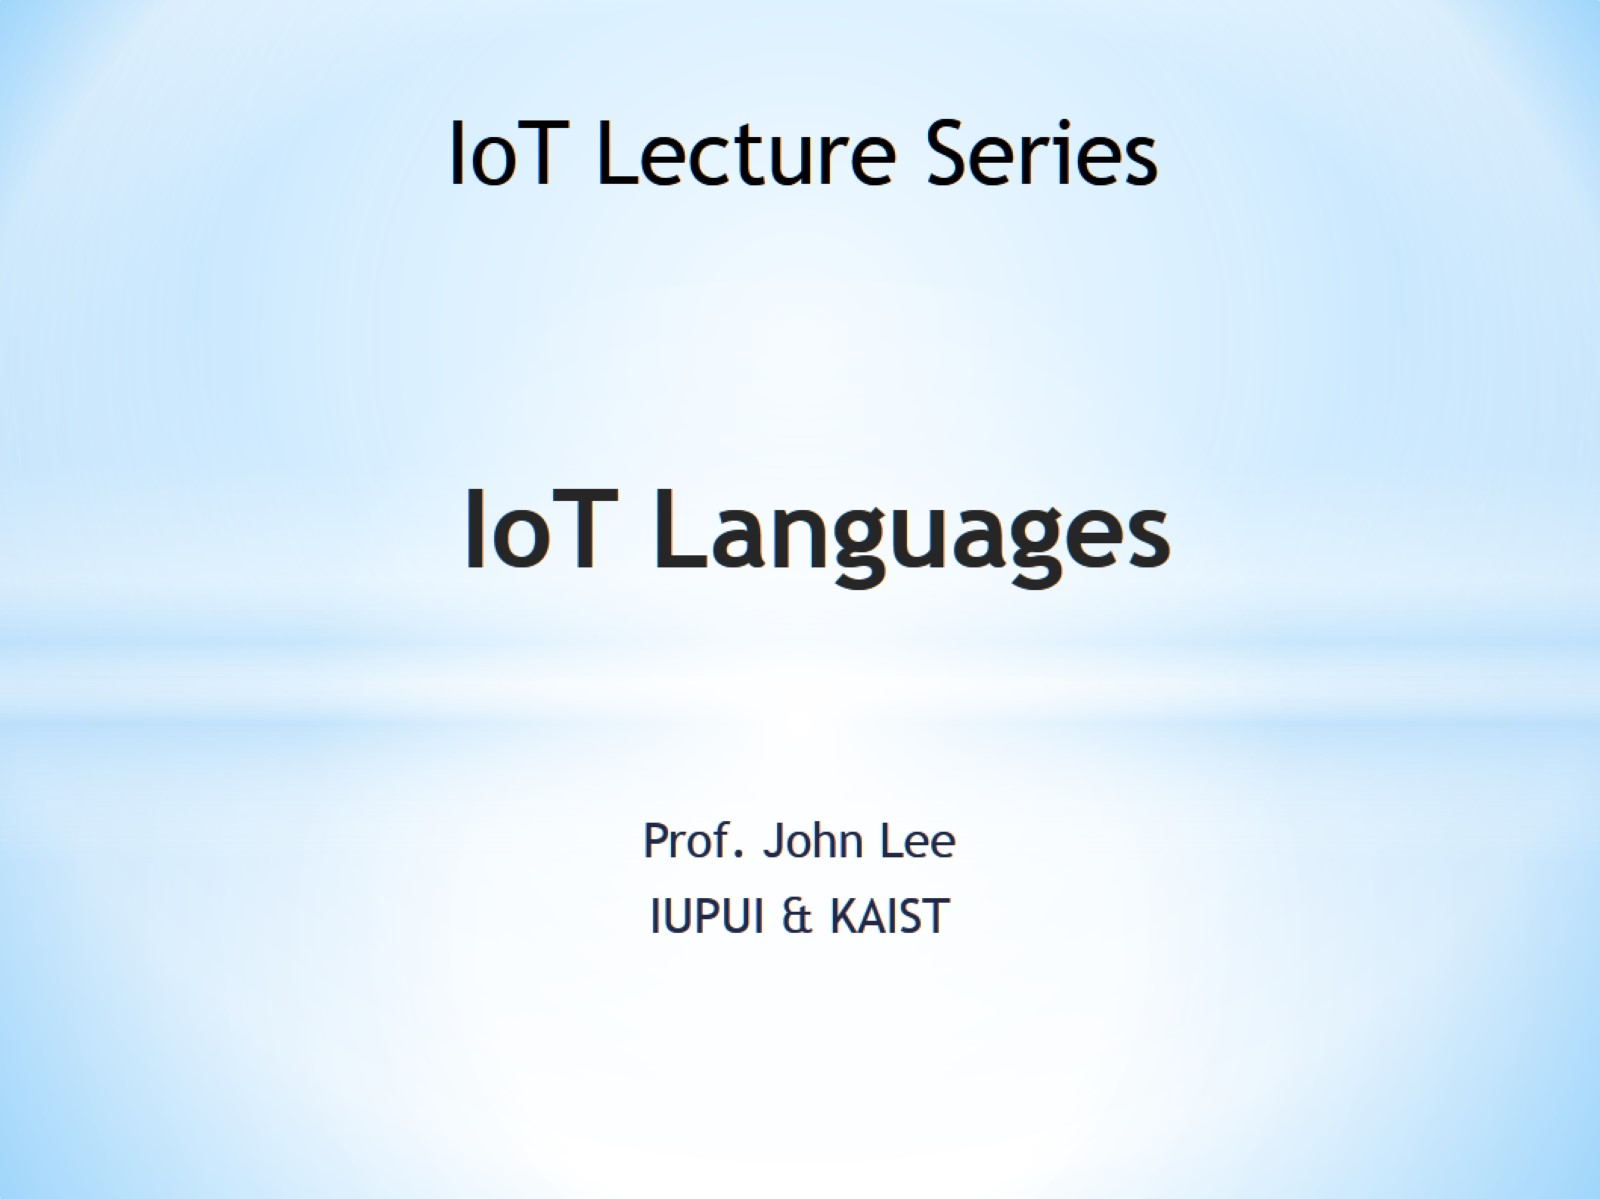 IoT Lecture Series
IoT Languages
Prof. John Lee
IUPUI & KAIST